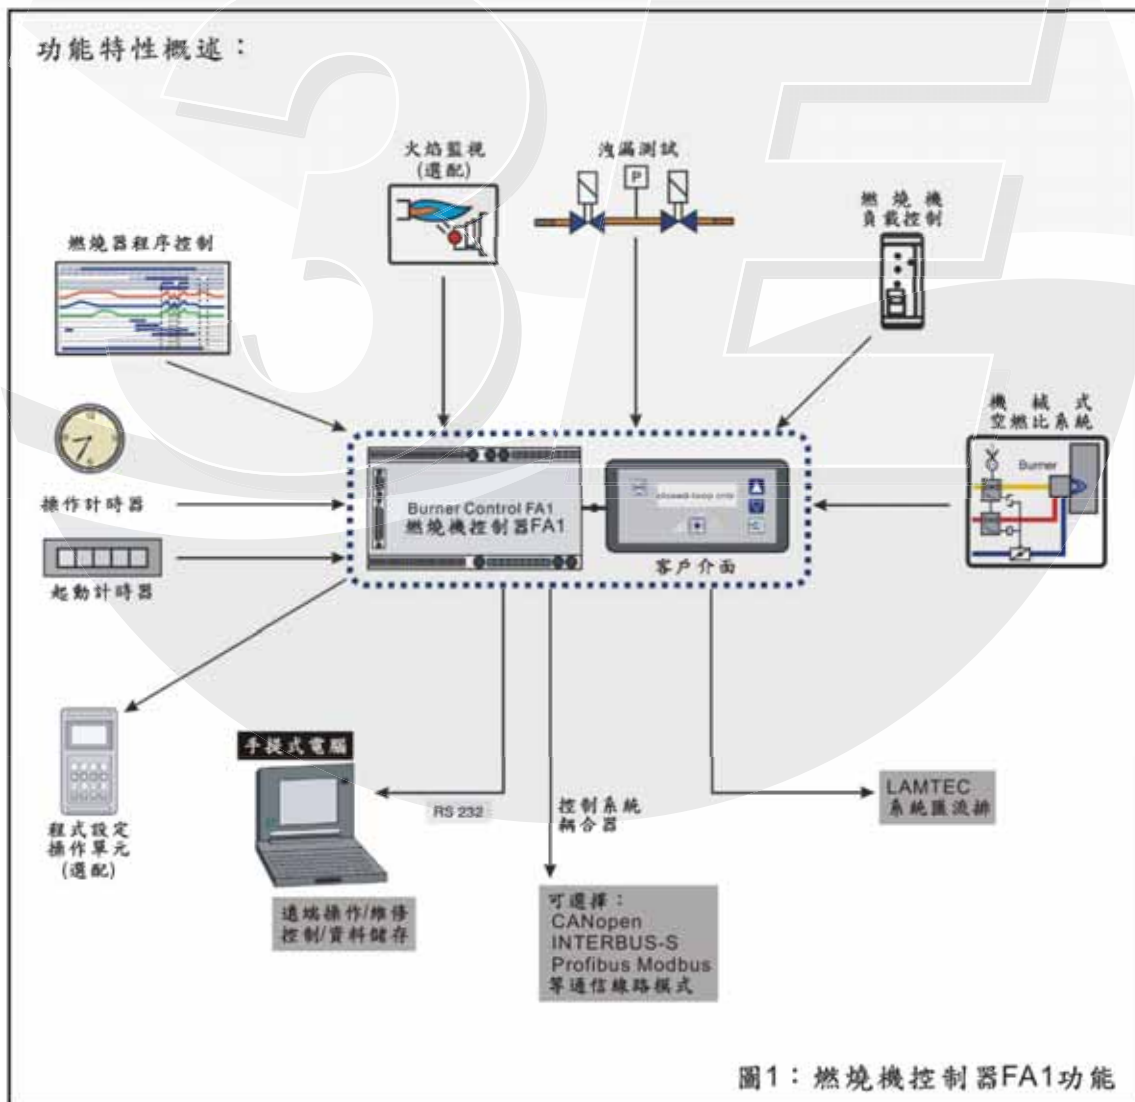 功能特性概述：
火焰監視
(選配)
洩漏測試
P
燃燒機
負載控制
燃燒器程序控制
機械式
空燃比系統
Burner
操作計時器
Burner Control FA1
燃燒機控制器FA1
closed-loop
客戶介面
起動計時器
手提式電腦
RS 232
控制系統
耦合器
LAMTEC
系統匯流排
程式設定
操作單元
(選配)
遠端操作/維修
控制/資料儲存
可選擇：
CANopen
INTERBUS-S
Profibus Modbus
等通信線路模式
圖1：燃燒機控制器FA1功能
3E